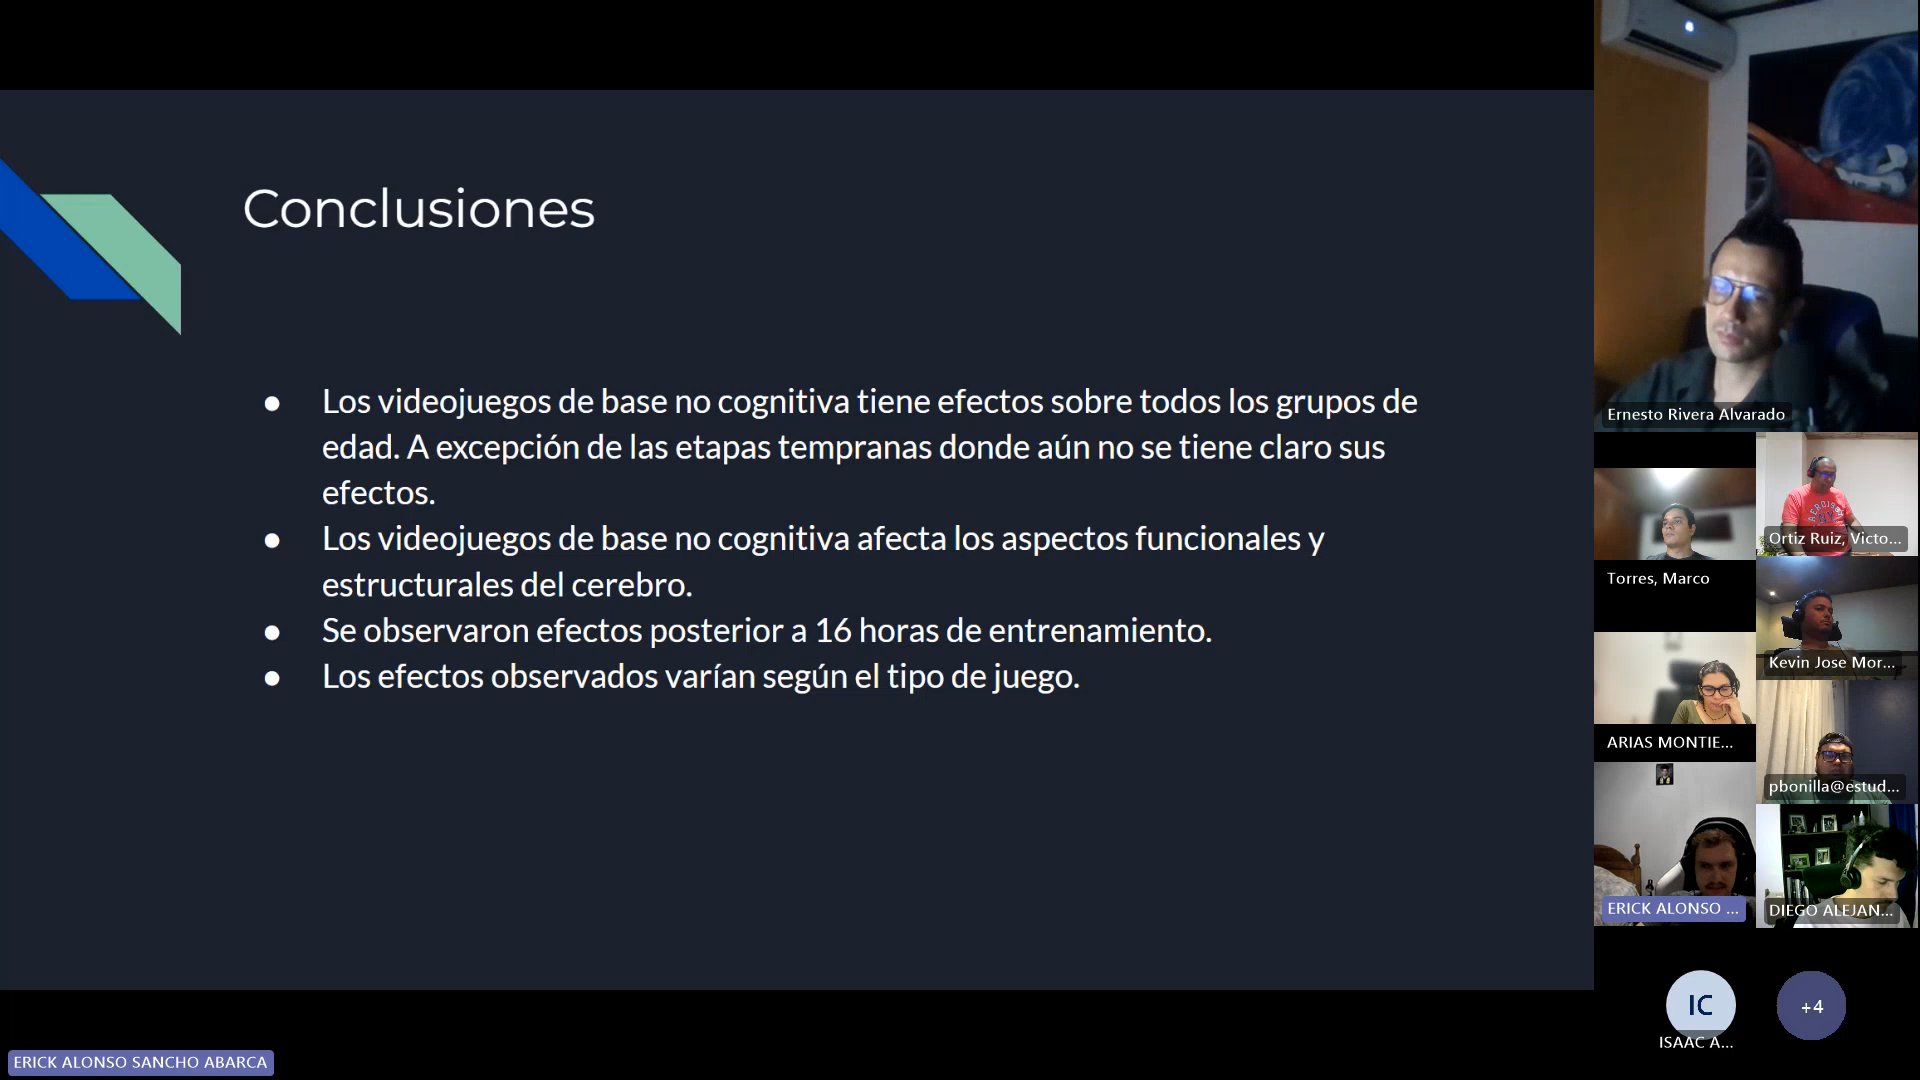 Conclusiones
● Los videojuegos de base no cognitiva tiene efectos sobre todos los grupos de
edad. A excepción de las etapas tempranas donde aún no se tiene claro sus
efectos.
● Los videojuegos de base no cognitiva afecta los aspectos funcionales y
estructurales del cerebro.
● Se observaron efectos posterior a 16 horas de entrenamiento.
● Los efectos observados varían según el tipo de juego.
ERICK ALONSO SANCHO ABARCA
Ernesto Rivera Alvarado
Ortiz Ruiz, Victo...
Torres, Marco
Kevin Jose Mor...
ARIAS MONTIE...
pbonilla@estud...
ERICK ALONSO ...
DIEGO ALEJAN...
IC
+4
ISAAC A...